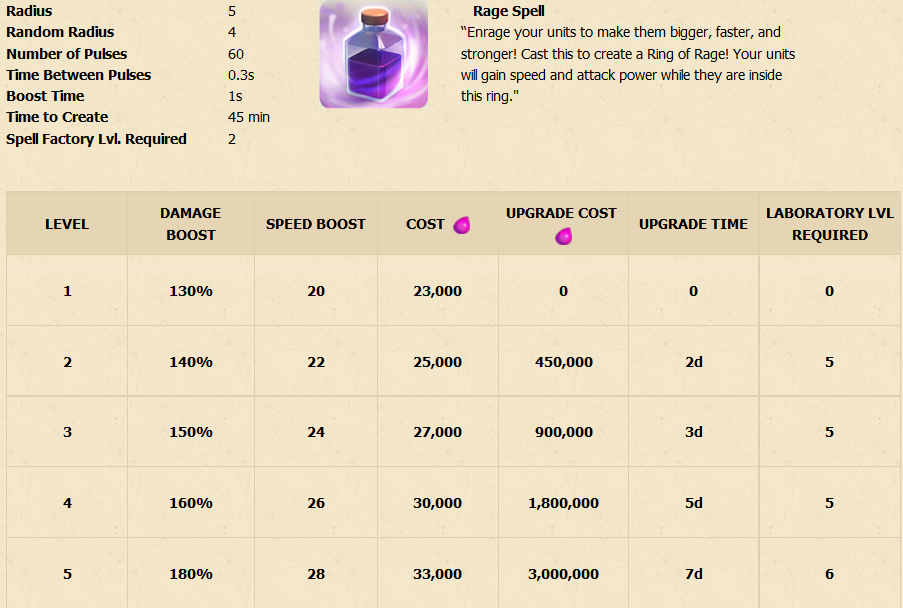 Radius 5
Random Radius 4
Number of Pulses 60
Time Between Pulses 0.3s
Boost Time 1s
Time to Create 45 min
Spell Factory Lvl. Required 2
Rage Spell
“Enrage your units to make them bigger, faster, and
stronger! Cast this to create a Ring of Rage! Your units
will gain speed and attack power while they are inside
this ring."
LEVEL DAMAGE BOOST SPEED BOOST COST UPGRADE COST UPGRADE TIME LABORATORY LVL REQUIRED
1 130% 20 23,000 0 0 0
2 140% 22 25,000 450,000 2d 5
3 150% 24 27,000 900,000 3d 5
4 160% 26 30,000 1,800,000 5d 5
5 180% 28 33,000 3,000,000 7d 6